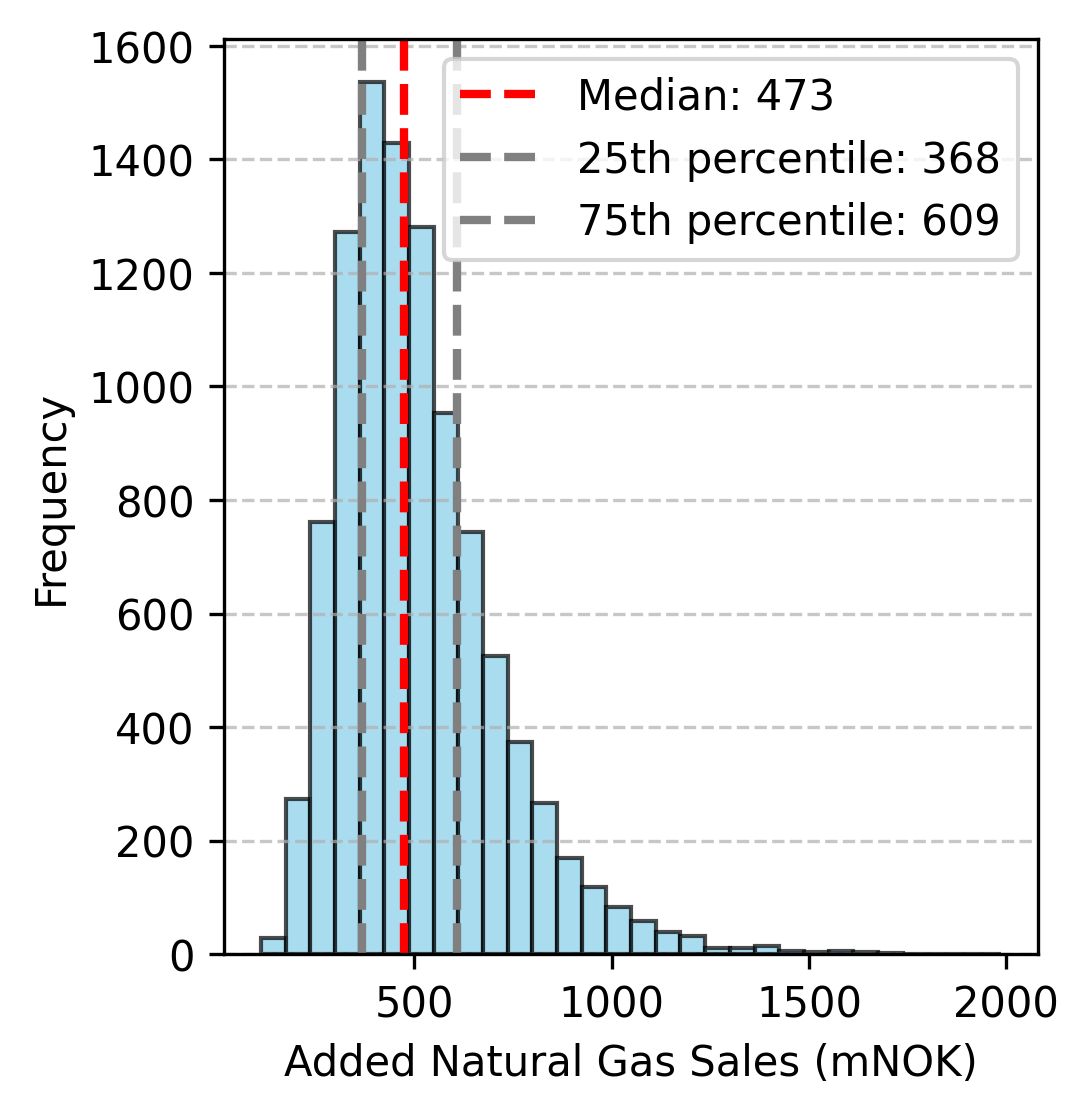 1600
1400
1200
1000
800
600
400
200
0
Frequency
Median: 473
25th percentile: 368
75th percentile: 609
500 1000 1500 2000
Added Natural Gas Sales (mNOK)